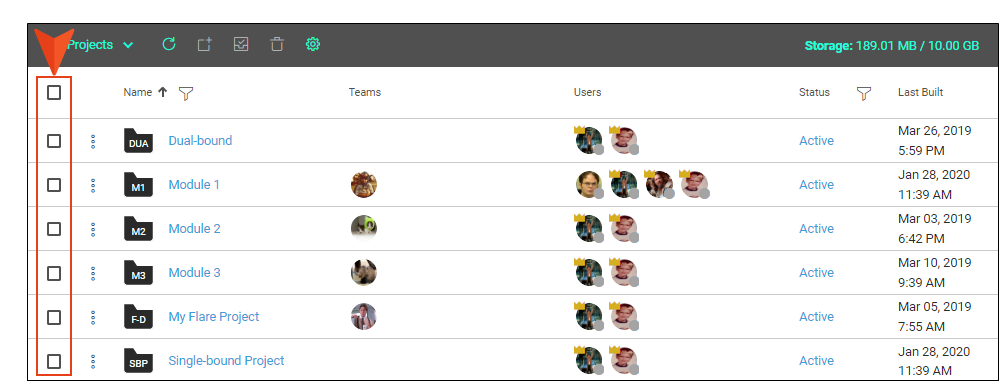 Projects Storage: 189.01 MB / 10.00 GB
Name Teams Users Status Last Built
DUA Dual-bound Active Mar 26, 2019
5:59 PM
M1 Module 1 Active Jan 28, 2020
11:39 AM
M2 Module 2 Active Mar 03, 2019
6:42 PM
M3 Module 3 Active Mar 10, 2019
9:39 AM
F-D My Flare Project Active Mar 05, 2019
7:55 AM
SBP Single-bound Project Active Jan 28, 2020
11:39 AM